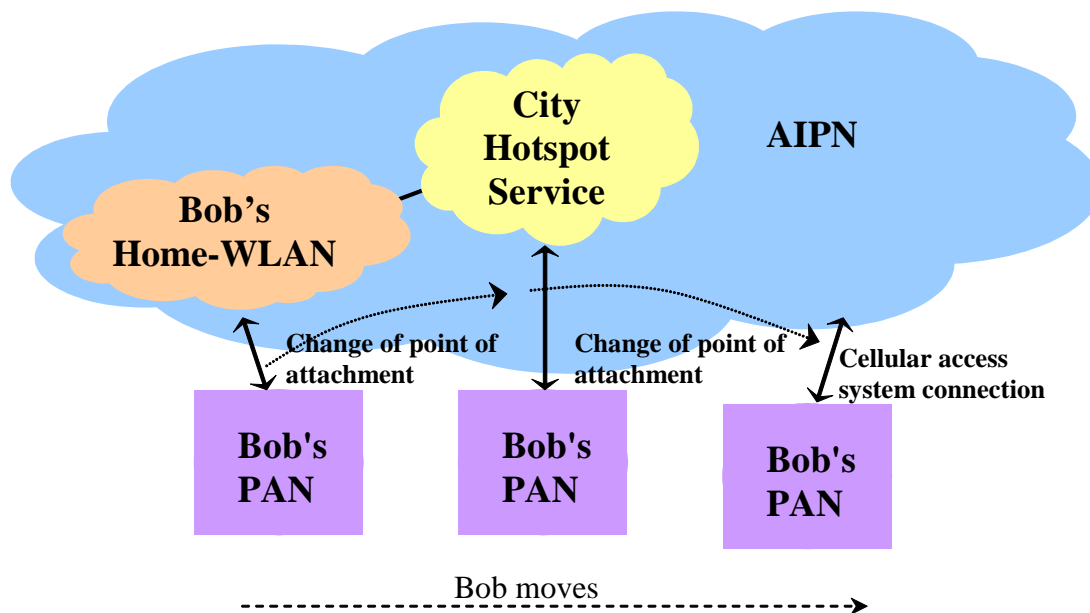 City
Hotspot
Service
AIPN
Bob’s
Home-WLAN
Change of point of
attachment
Change of point of
attachment
Cellular access
system connection
Bob's
PAN
Bob's
PAN
Bob's
PAN
Bob moves